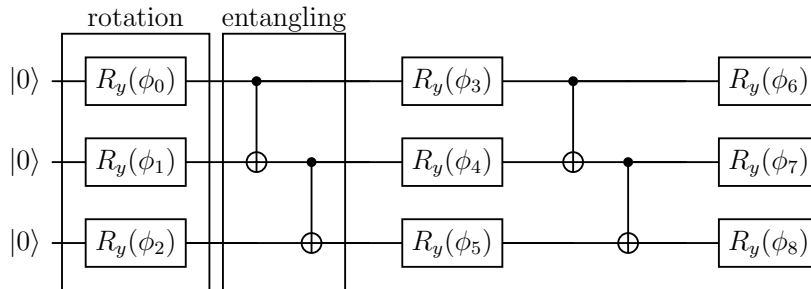 rotation entangling
|0⟩ R_y(ϕ_0) R_y(ϕ_3) R_y(ϕ_6)
|0⟩ R_y(ϕ_1) R_y(ϕ_4) R_y(ϕ_7)
|0⟩ R_y(ϕ_2) R_y(ϕ_5) R_y(ϕ_8)